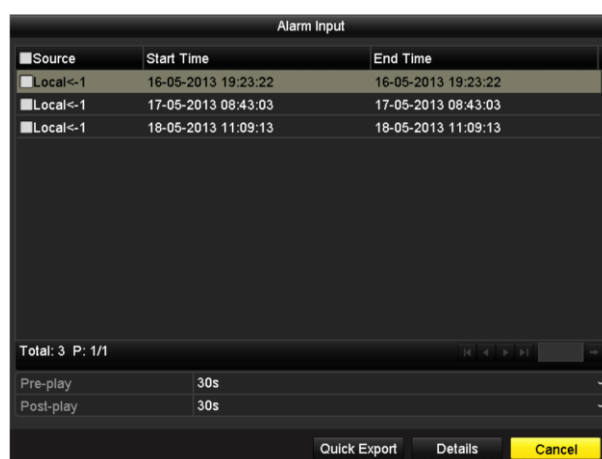 Alarm Input
Source Start Time End Time
Local<-1 16-05-2013 19:23:22 16-05-2013 19:23:22
Local<-1 17-05-2013 08:43:03 17-05-2013 08:43:03
Local<-1 18-05-2013 11:09:13 18-05-2013 11:09:13
Total: 3 P: 1/1
Pre-play 30s
Post-play 30s
Quick Export Details Cancel